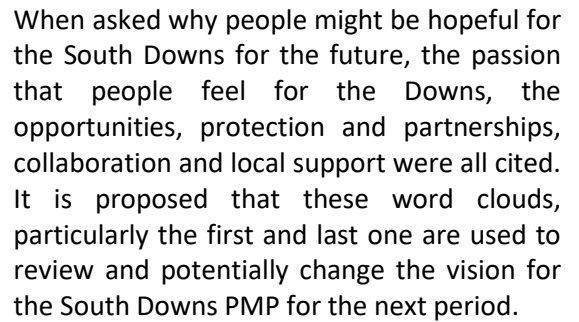 When asked why people might be hopeful for
the South Downs for the future, the passion
that people feel for the Downs, the
opportunities, protection and partnerships,
collaboration and local support were all cited.
It is proposed that these word clouds,
particularly the first and last one are used to
review and potentially change the vision for
the South Downs PMP for the next period.